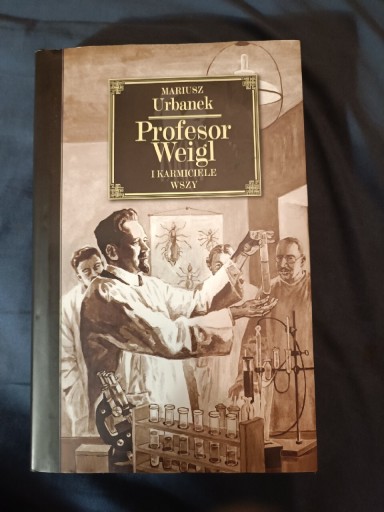 MARIUSZ
Urbanek
Profesor
Weigl
I KARMICIELE
WSZY